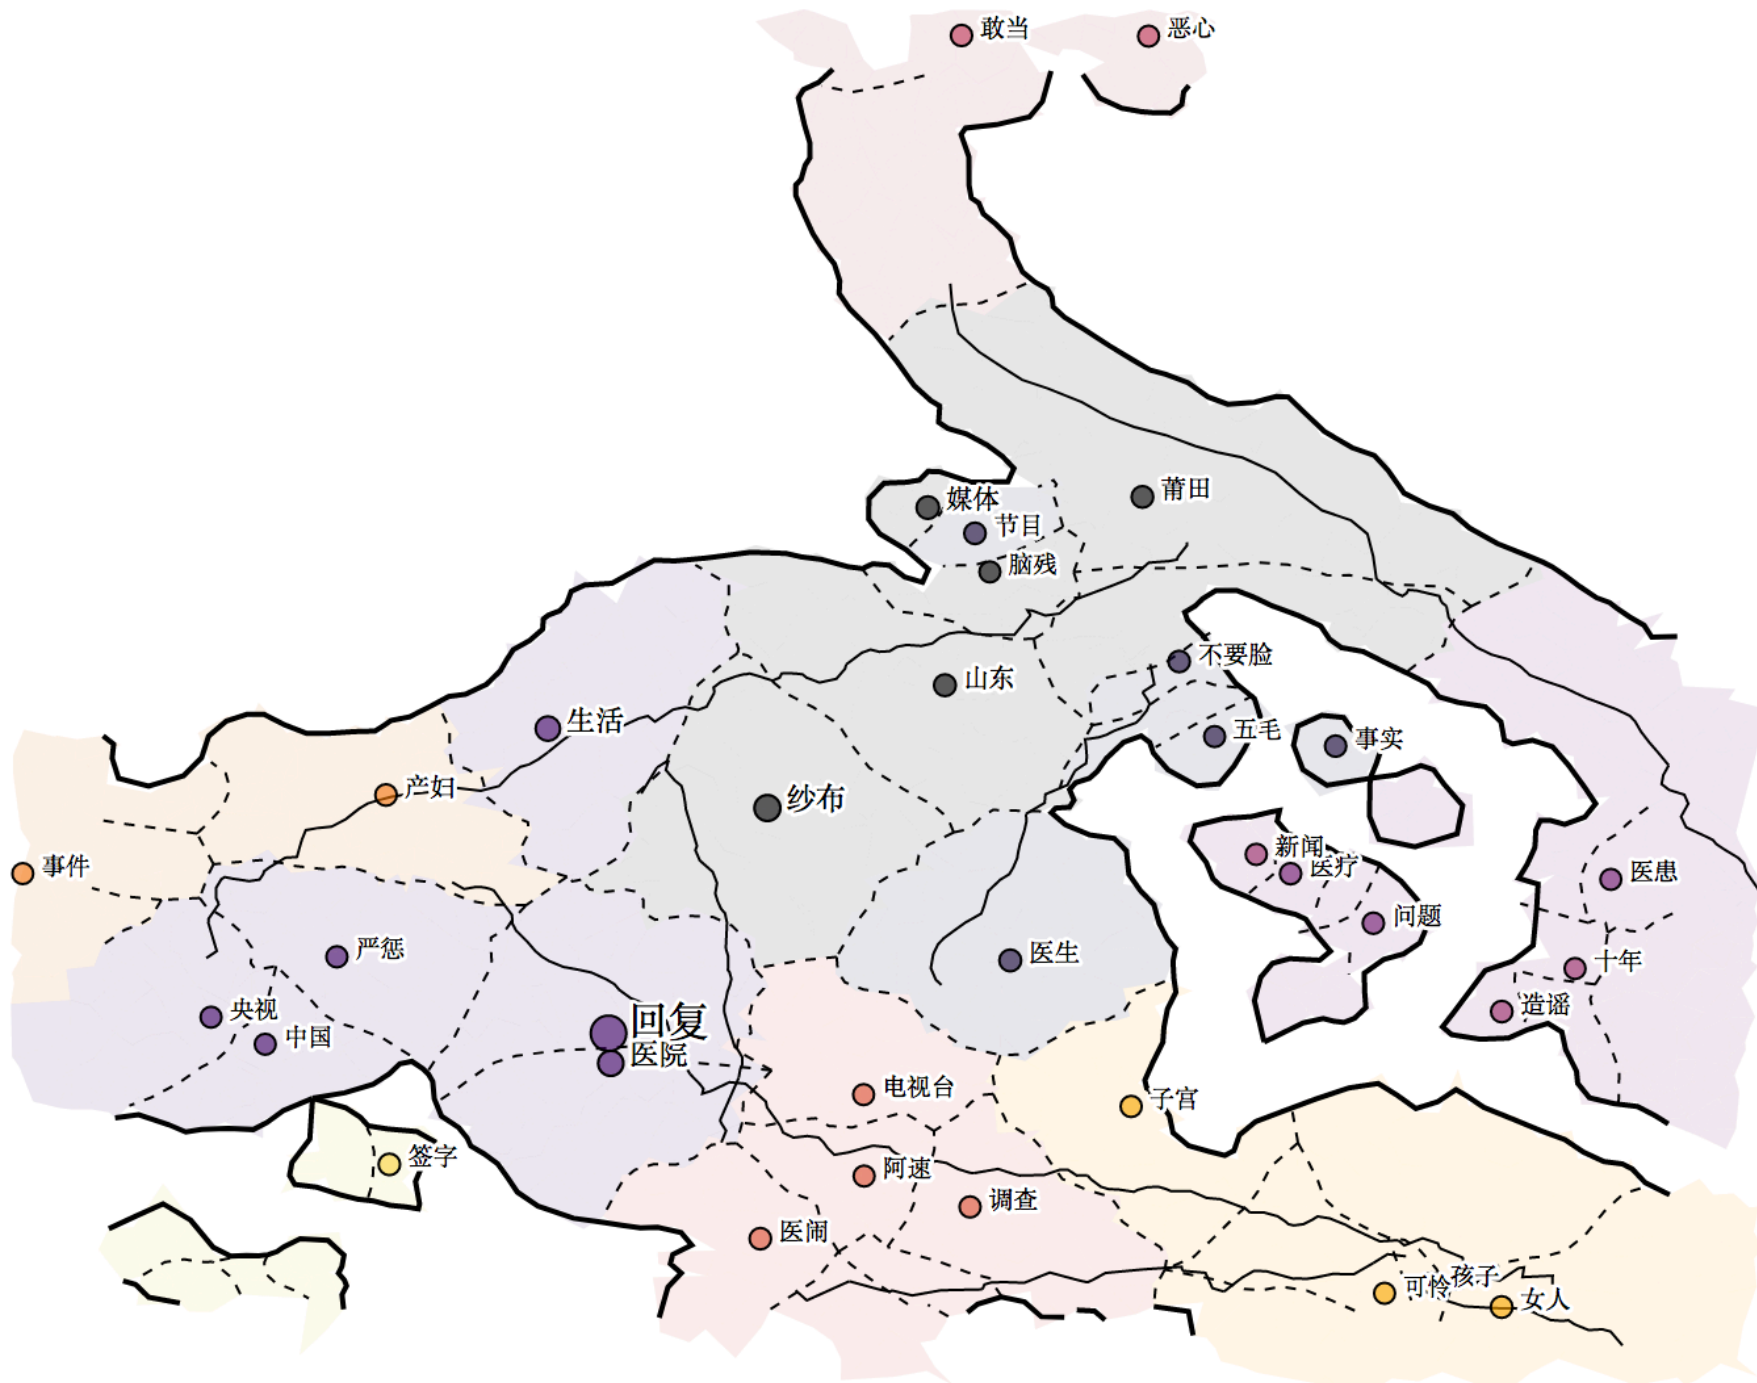 敢当
恶心
媒体
莆田
节目
脑残
不要脸
山东
生活
五毛
事实
产妇
纱布
新闻
事件
医疗
医患
问题
严惩
医生
十年
央视
造谣
回复
中国
医院
电视台
子宫
签字
阿速
调查
医闹
孩子
可怜
女人